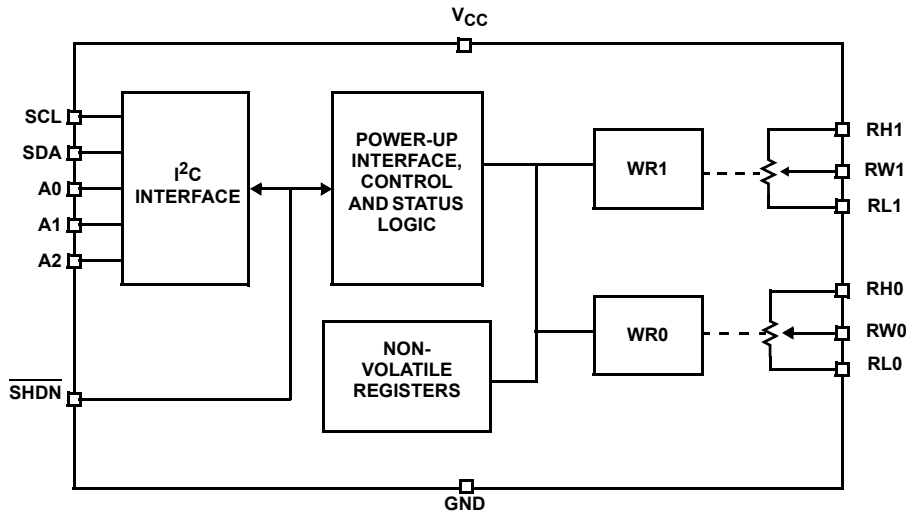 VCC
SCL
SDA
A0
A1
A2
SHDN
I2C
INTERFACE
POWER-UP
INTERFACE,
CONTROL
AND STATUS
LOGIC
NON-
VOLATILE
REGISTERS
WR1
WR0
RH1
RW1
RL1
RH0
RW0
RL0
GND